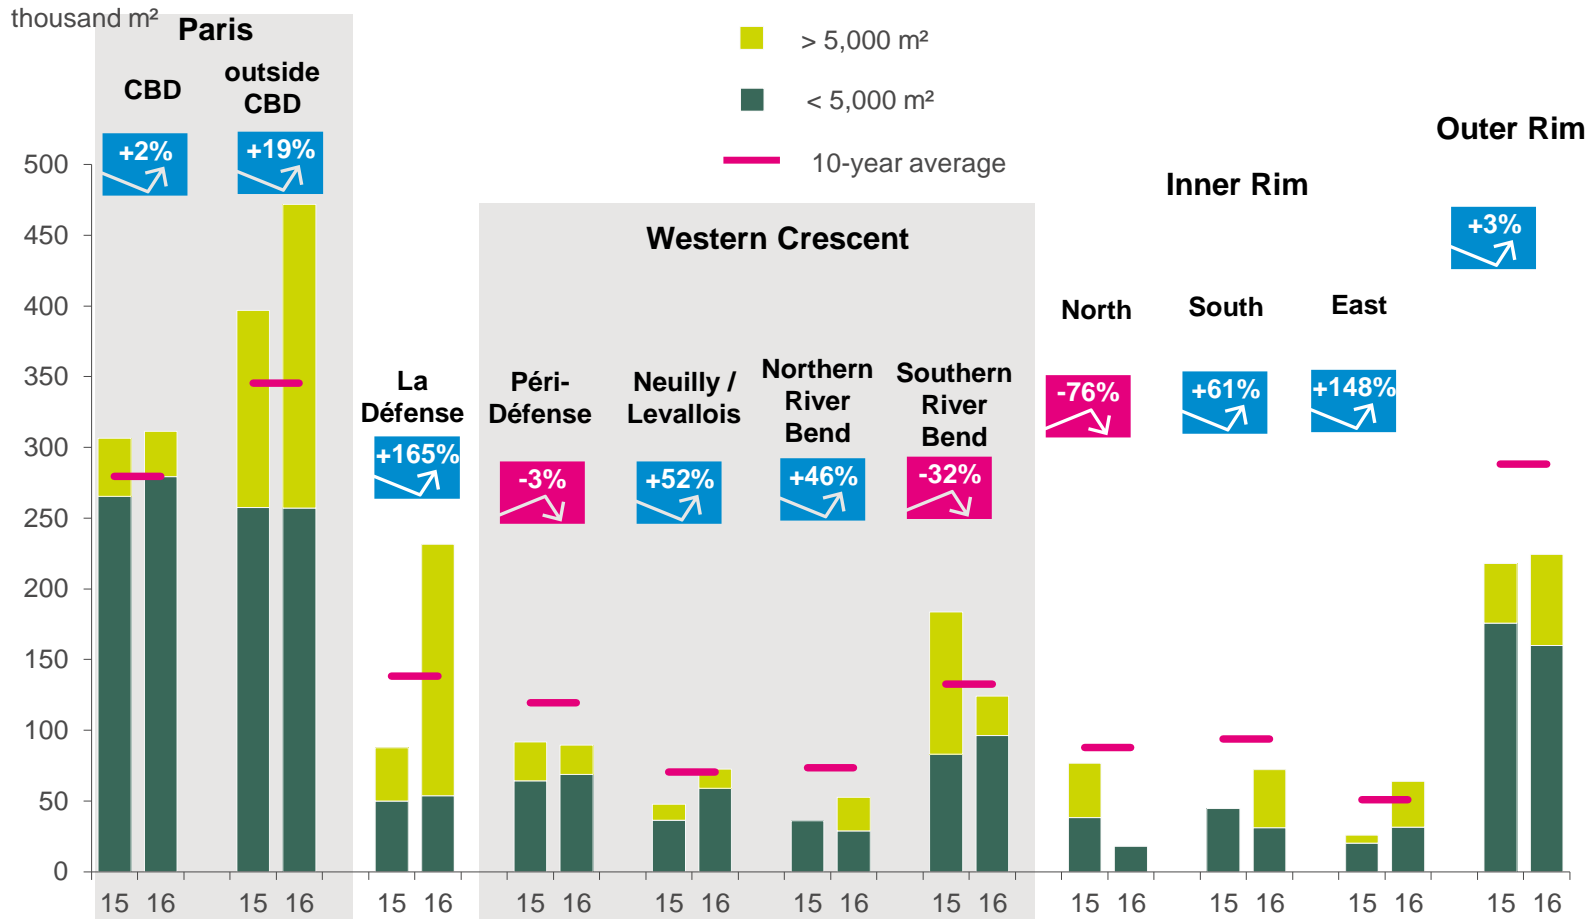 thousand m²
Paris
CBD
outside
CBD
+2%
+19%
> 5,000 m²
< 5,000 m²
10-year average
Western Crescent
Inner Rim
Outer Rim
+3%
La
Défense
+165%
Péri-
Défense
-3%
Neuilly /
Levallois
+52%
Northern
River
Bend
+46%
Southern
River
Bend
-32%
North
-76%
South
+61%
East
+148%
500
450
400
350
300
250
200
150
100
50
0
15 16 15 16 15 16 15 16 15 16 15 16 15 16 15 16 15 16 15 16 15 16